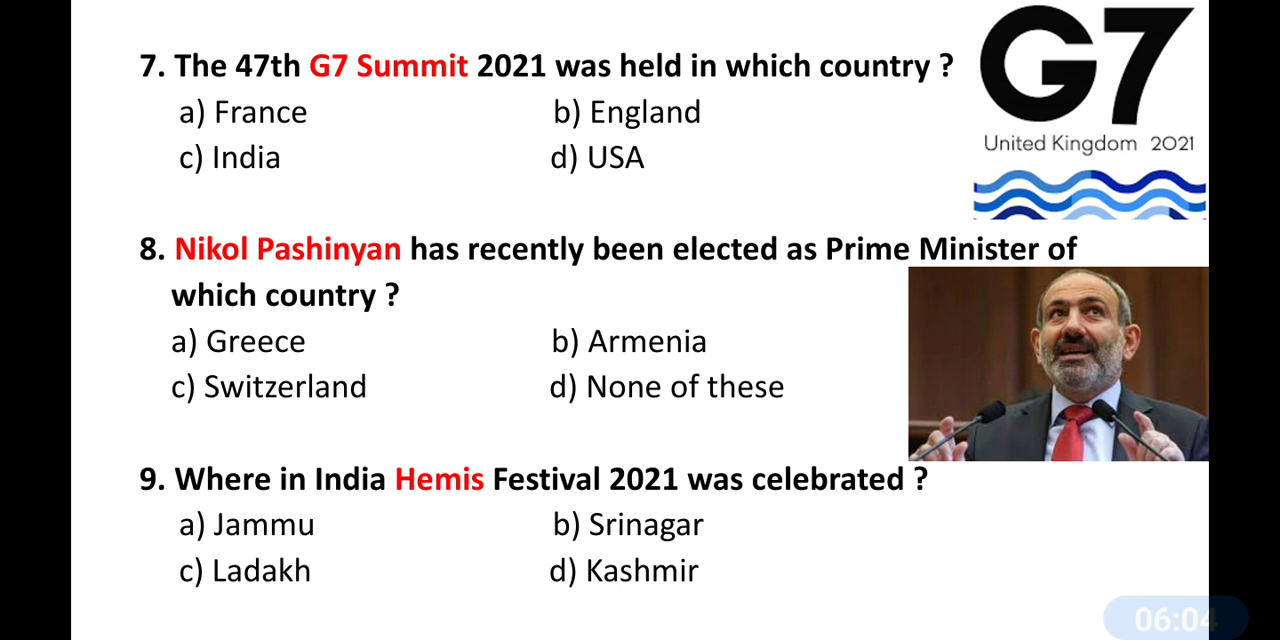 7. The 47th G7 Summit 2021 was held in which country ?
a) France b) England
c) India d) USA
G7
United Kingdom 2021
8. Nikol Pashinyan has recently been elected as Prime Minister of
which country ?
a) Greece b) Armenia
c) Switzerland d) None of these
9. Where in India Hemis Festival 2021 was celebrated ?
a) Jammu b) Srinagar
c) Ladakh d) Kashmir
06:04